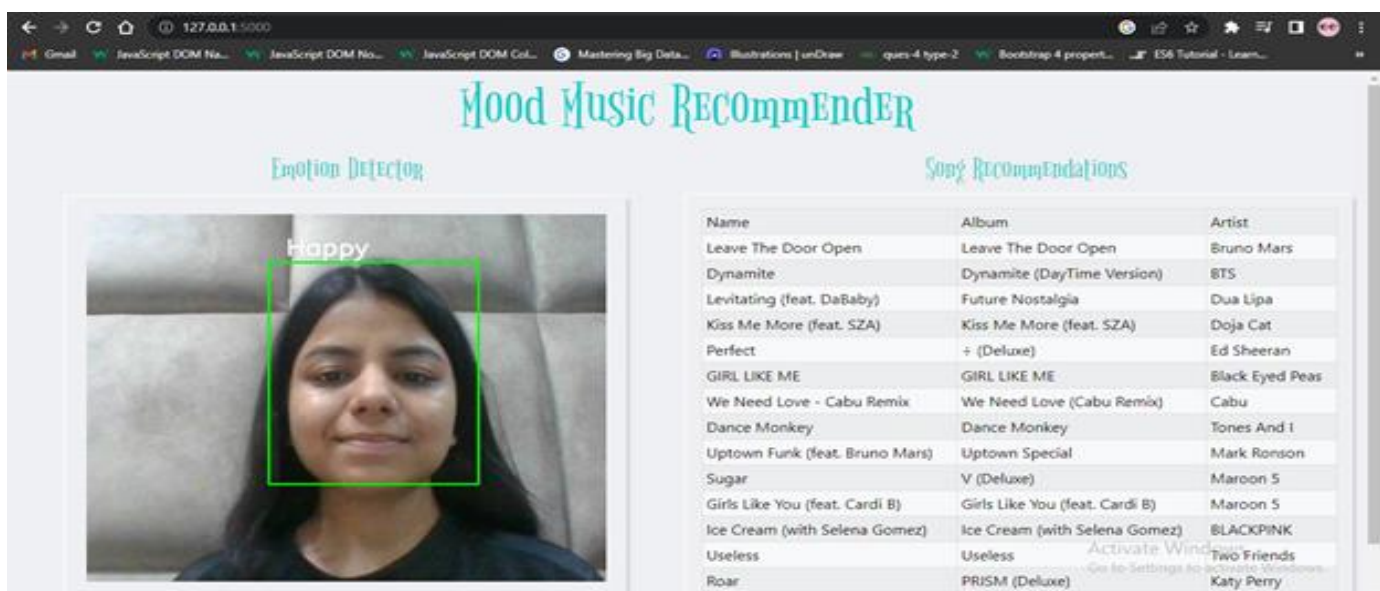 127.0.0.1:5000
Gmail JavaScript DOM Na... JavaScript DOM No... JavaScript DOM Col... Mastering Big Data... Illustrations | unDraw ques-4 type-2 Bootstrap 4 propert... ES6 Tutorial - Learn...
Mood Music Recommender
Emotion Detector
Song Recommendations
Happy
Name Album Artist
Leave The Door Open Leave The Door Open Bruno Mars
Dynamite Dynamite (DayTime Version) BTS
Levitating (feat. DaBaby) Future Nostalgia Dua Lipa
Kiss Me More (feat. SZA) Kiss Me More (feat. SZA) Doja Cat
Perfect ÷ (Deluxe) Ed Sheeran
GIRL LIKE ME GIRL LIKE ME Black Eyed Peas
We Need Love - Cabu Remix We Need Love (Cabu Remix) Cabu
Dance Monkey Dance Monkey Tones And I
Uptown Funk (feat. Bruno Mars) Uptown Special Mark Ronson
Sugar V (Deluxe) Maroon 5
Girls Like You (feat. Cardi B) Girls Like You (feat. Cardi B) Maroon 5
Ice Cream (with Selena Gomez) Ice Cream (with Selena Gomez) BLACKPINK
Activate Windows
Useless Useless Two Friends
Go to Settings to activate Windows.
Roar PRISM (Deluxe) Katy Perry